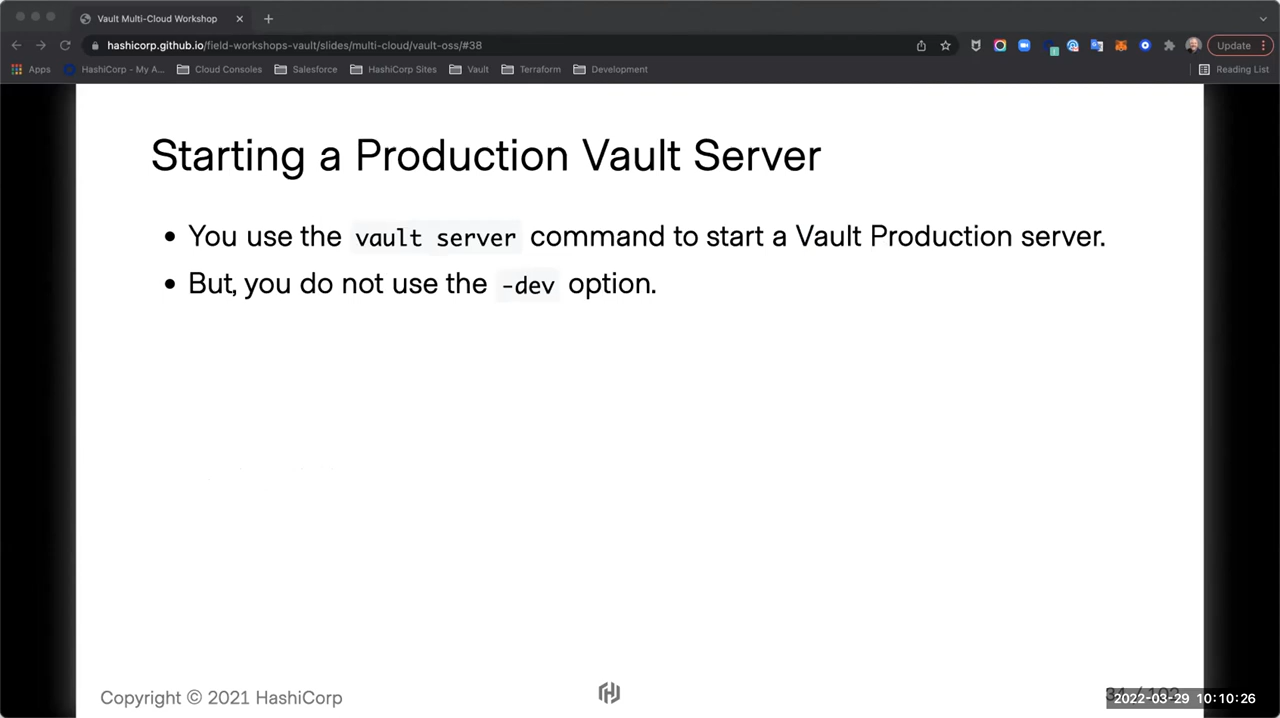 Vault Multi-Cloud Workshop
hashicorp.github.io/field-workshops-vault/slides/multi-cloud/vault-oss/#38
Update
Apps
HashiCorp - My A...
Cloud Consoles
Salesforce
HashiCorp Sites
Vault
Terraform
Development
Reading List
Starting a Production Vault Server
• You use the vault server command to start a Vault Production server.
• But, you do not use the -dev option.
Copyright © 2021 HashiCorp
2022-03-29 10:10:26